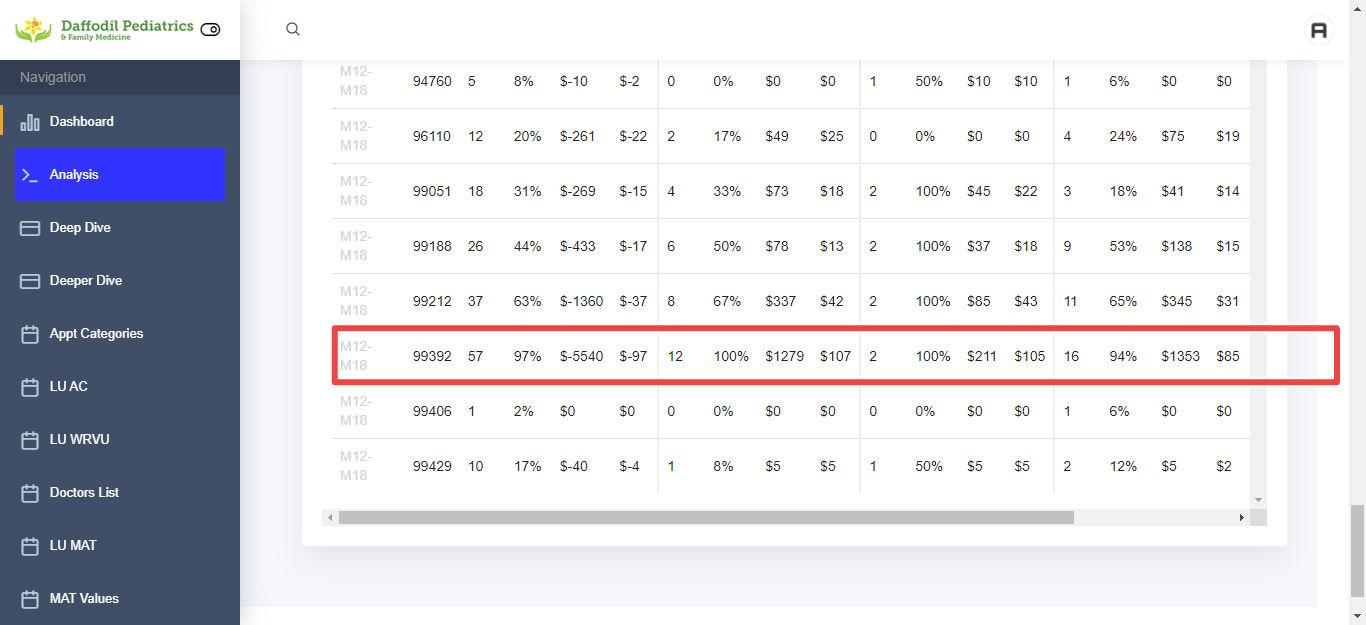 Daffodil Pediatrics
& Family Medicine
Navigation
Dashboard
Analysis
Deep Dive
Deeper Dive
Appt Categories
LU AC
LU WRVU
Doctors List
LU MAT
MAT Values
M12-
M18 94760 5 8% $-10 $-2 0 0% $0 $0 1 50% $10 $10 1 6% $0 $0
M12-
M18 96110 12 20% $-261 $-22 2 17% $49 $25 0 0% $0 $0 4 24% $75 $19
M12-
M18 99051 18 31% $-269 $-15 4 33% $73 $18 2 100% $45 $22 3 18% $41 $14
M12-
M18 99188 26 44% $-433 $-17 6 50% $78 $13 2 100% $37 $18 9 53% $138 $15
M12-
M18 99212 37 63% $-1360 $-37 8 67% $337 $42 2 100% $85 $43 11 65% $345 $31
M12-
M18 99392 57 97% $-5540 $-97 12 100% $1279 $107 2 100% $211 $105 16 94% $1353 $85
M12-
M18 99406 1 2% $0 $0 0 0% $0 $0 0 0% $0 $0 1 6% $0 $0
M12-
M18 99429 10 17% $-40 $-4 1 8% $5 $5 1 50% $5 $5 2 12% $5 $2